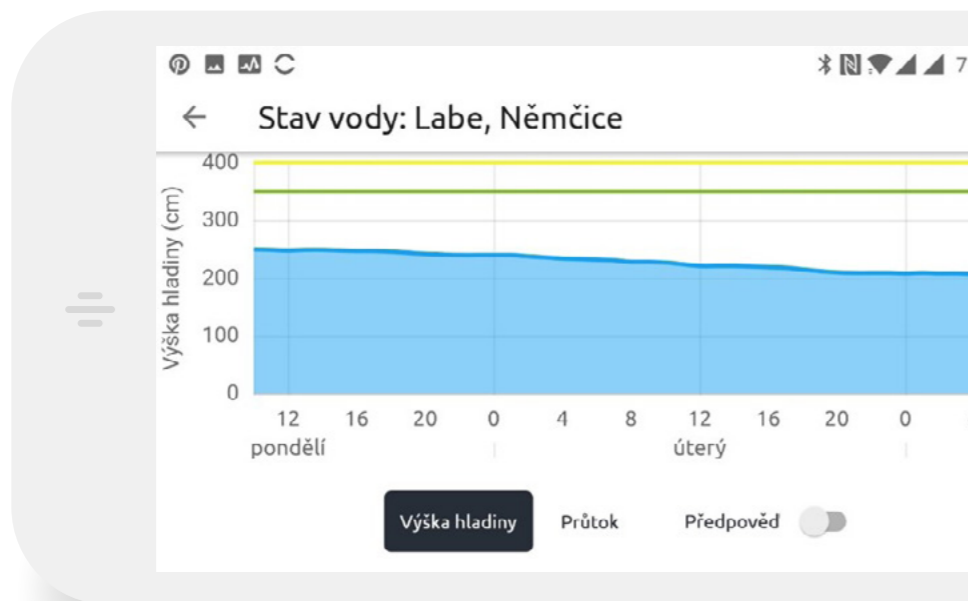 7
Stav vody: Labe, Němčice
Výška hladiny (cm)
400
300
200
100
0
12 16 20 0 4 8 12 16 20 0
pondělí úterý
Výška hladiny Průtok Předpověď